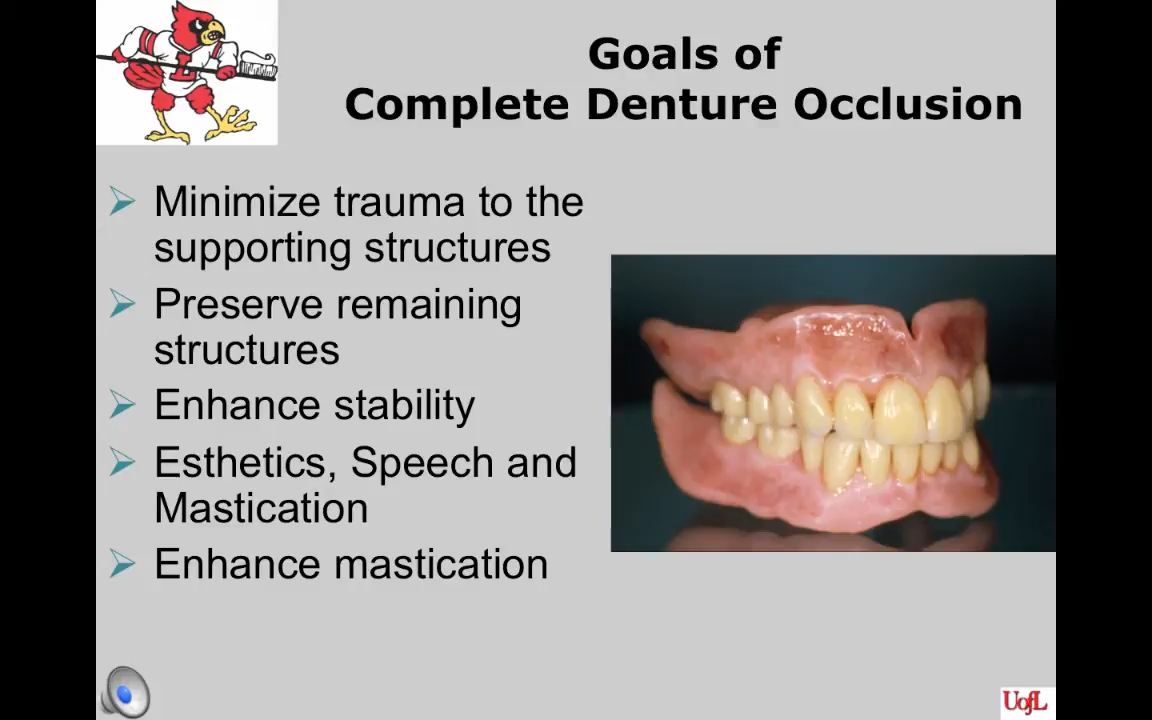 Goals of
Complete Denture Occlusion
Minimize trauma to the
supporting structures
Preserve remaining
structures
Enhance stability
Esthetics, Speech and
Mastication
Enhance mastication
L
UofL